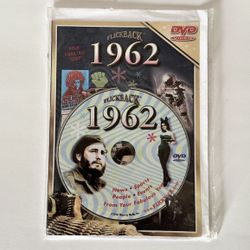 FLICKBACK
DVD
1962
FLICKBACK
1962
DVD
News • Sports
People • Events
From Your Fabulous Year